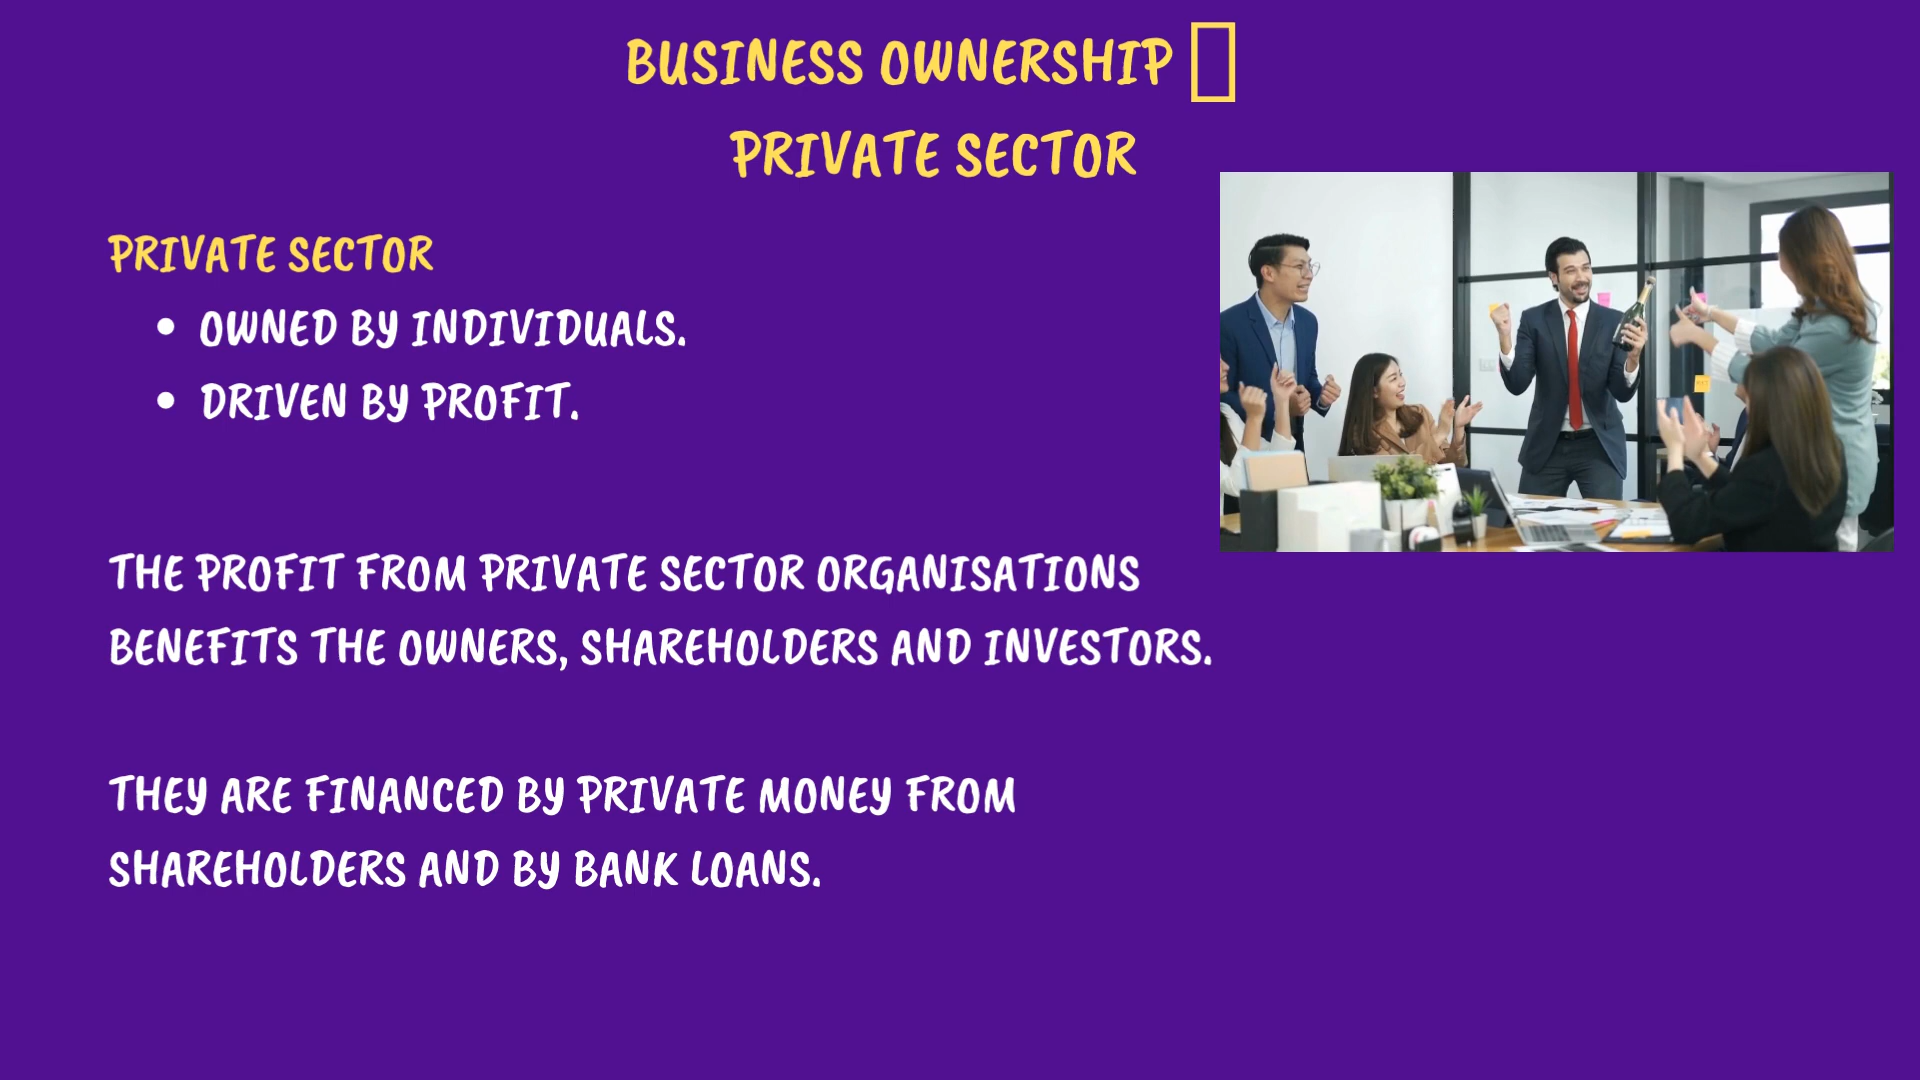 BUSINESS OWNERSHIP
PRIVATE SECTOR
PRIVATE SECTOR
• OWNED BY INDIVIDUALS.
• DRIVEN BY PROFIT.
THE PROFIT FROM PRIVATE SECTOR ORGANISATIONS
BENEFITS THE OWNERS, SHAREHOLDERS AND INVESTORS.
THEY ARE FINANCED BY PRIVATE MONEY FROM
SHAREHOLDERS AND BY BANK LOANS.